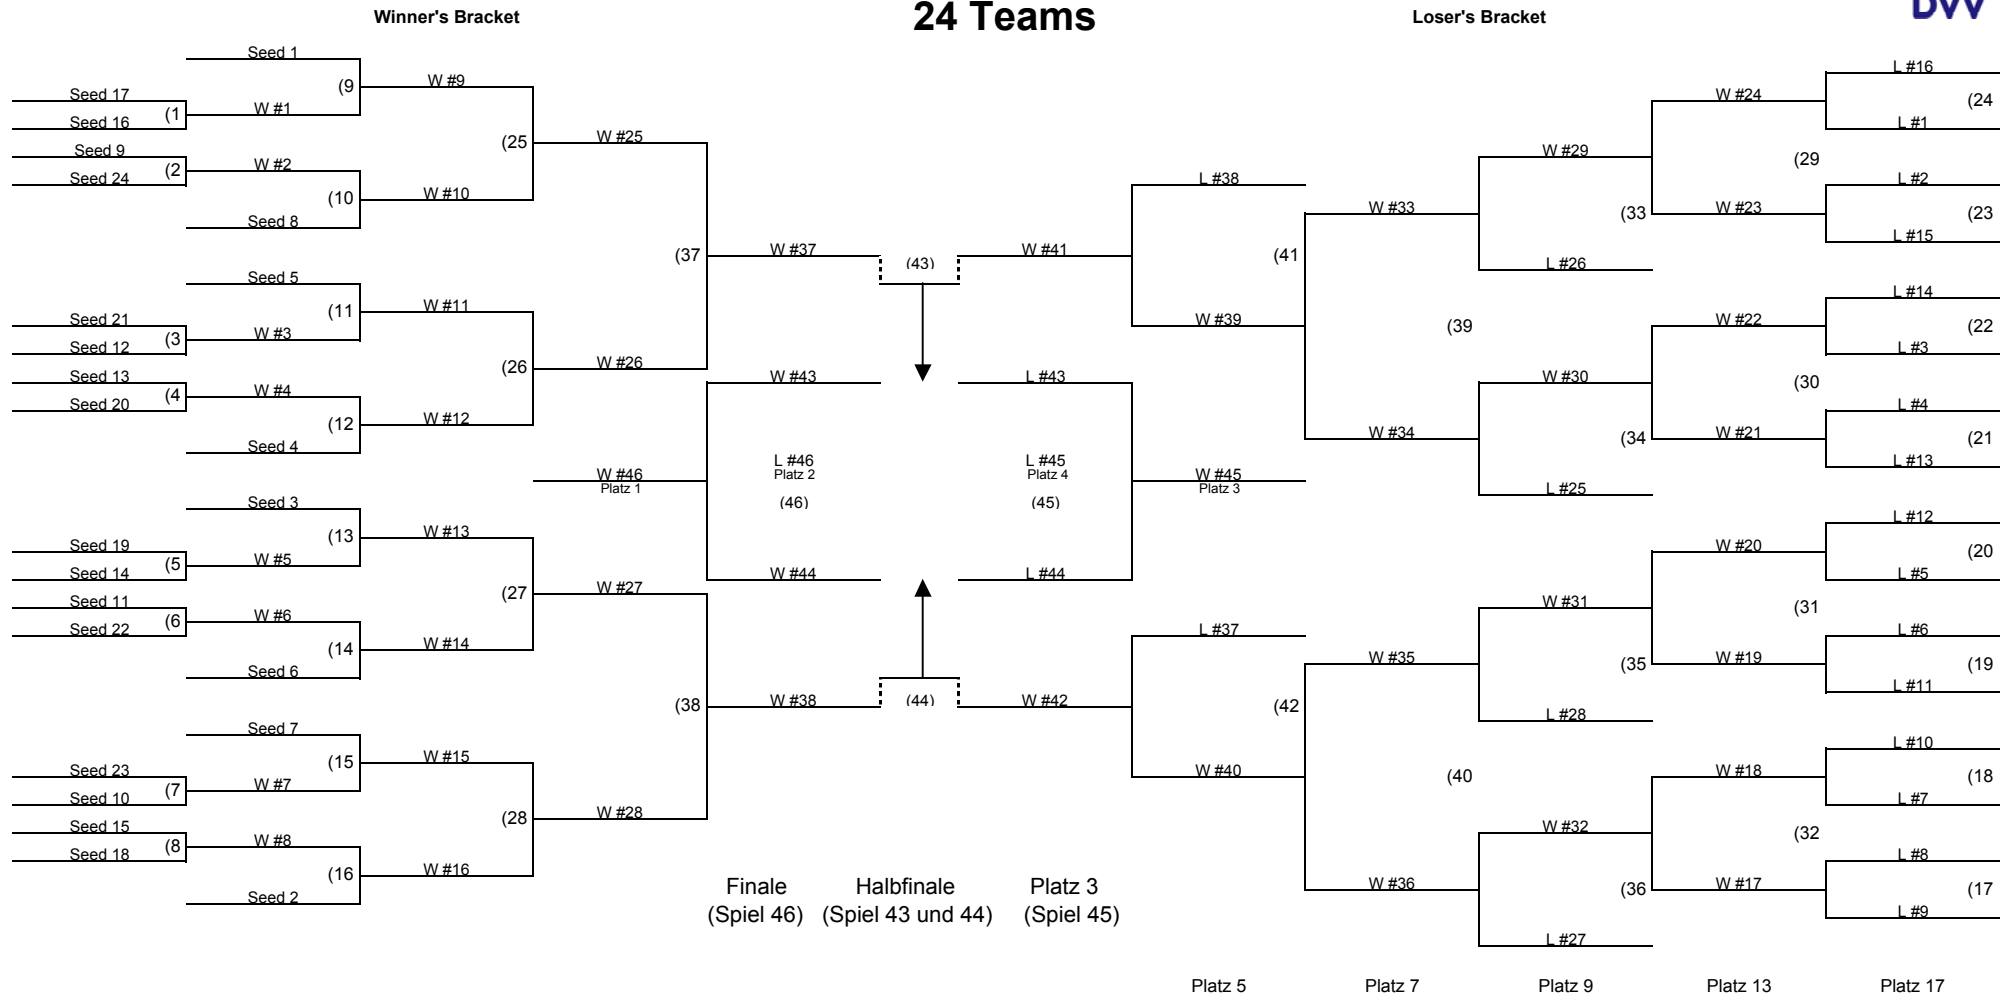 Winner's Bracket
24 Teams
Loser's Bracket
DVV
Seed 1
(9
W #9
Seed 17
(1
W #1
Seed 16
Seed 9
(2
W #2
Seed 24
(10
W #10
Seed 8
(25
W #25
Seed 5
(11
W #11
Seed 21
(3
W #3
Seed 12
Seed 13
(4
W #4
Seed 20
(12
W #12
Seed 4
(26
W #26
(37
W #37
Seed 3
(13
W #13
Seed 19
(5
W #5
Seed 14
Seed 11
(6
W #6
Seed 22
(14
W #14
Seed 6
(27
W #27
Seed 7
(15
W #15
Seed 23
(7
W #7
Seed 10
Seed 15
(8
W #8
Seed 18
(16
W #16
Seed 2
(28
W #28
(38
W #38
(43)
W #41
W #43
L #43
W #46
Platz 1
L #46
Platz 2
(46)
L #45
Platz 4
(45)
W #45
Platz 3
W #44
L #44
(44)
W #42
L #38
(41
W #39
W #33
(39
W #34
W #29
(33
L #26
W #30
(34
L #25
W #24
(29
W #23
W #22
(30
W #21
L #16
(24
L #1
L #2
(23
L #15
L #14
(22
L #3
L #4
(21
L #13
L #37
(42
W #40
W #35
(40
W #36
W #31
(35
L #28
W #32
(36
L #27
W #20
(31
W #19
W #18
(32
W #17
L #12
(20
L #5
L #6
(19
L #11
L #10
(18
L #7
L #8
(17
L #9
Finale
(Spiel 46)
Halbfinale
(Spiel 43 und 44)
Platz 3
(Spiel 45)
Platz 5
Platz 7
Platz 9
Platz 13
Platz 17